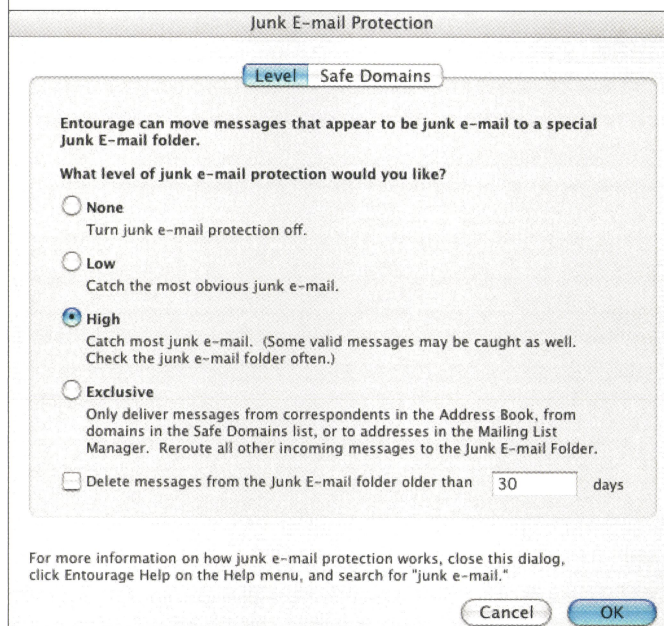 Junk E-mail Protection
Level Safe Domains
Entourage can move messages that appear to be junk e-mail to a special
Junk E-mail folder.
What level of junk e-mail protection would you like?
None
Turn junk e-mail protection off.
Low
Catch the most obvious junk e-mail.
High
Catch most junk e-mail. (Some valid messages may be caught as well.
Check the junk e-mail folder often.)
Exclusive
Only deliver messages from correspondents in the Address Book, from
domains in the Safe Domains list, or to addresses in the Mailing List
Manager. Reroute all other incoming messages to the Junk E-mail Folder.
Delete messages from the Junk E-mail folder older than 30 days
For more information on how junk e-mail protection works, close this dialog,
click Entourage Help on the Help menu, and search for "junk e-mail."
Cancel OK